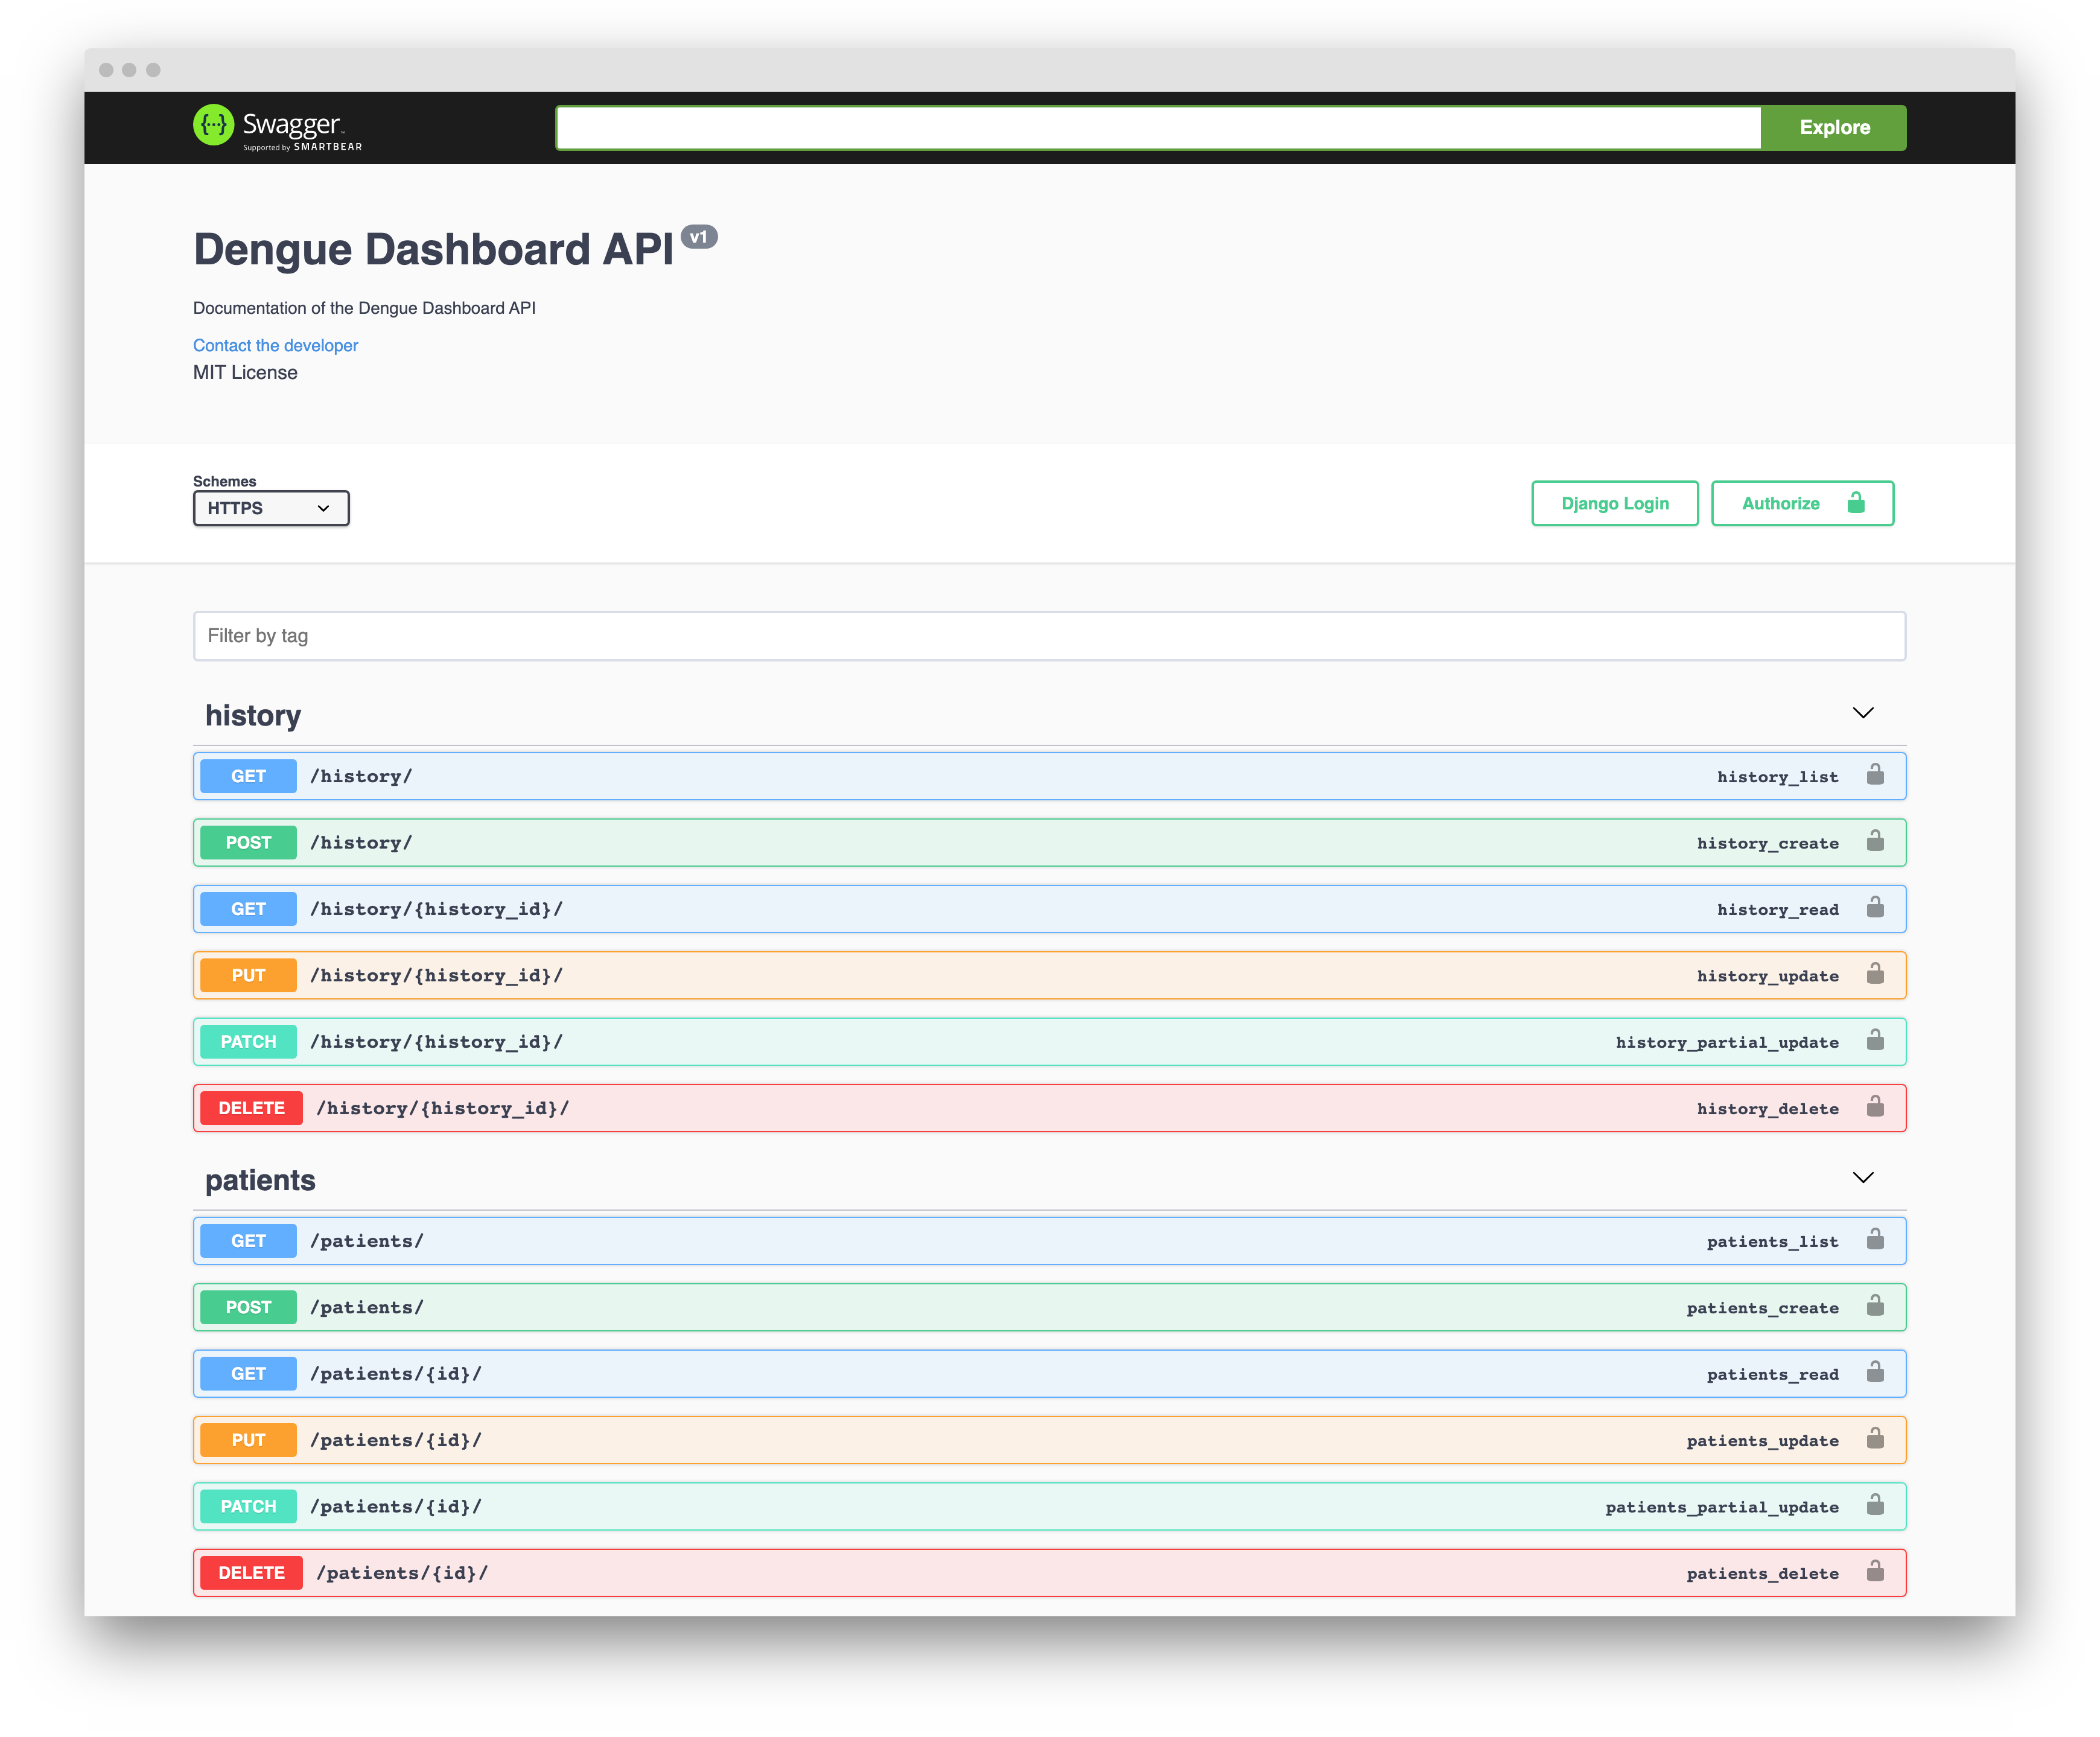 {···} Swagger™
Supported by SMARTBEAR
Explore
Dengue Dashboard API v1
Documentation of the Dengue Dashboard API
Contact the developer
MIT License
Schemes
HTTPS
Django Login
Authorize
Filter by tag
history
GET /history/ history_list
POST /history/ history_create
GET /history/{history_id}/ history_read
PUT /history/{history_id}/ history_update
PATCH /history/{history_id}/ history_partial_update
DELETE /history/{history_id}/ history_delete
patients
GET /patients/ patients_list
POST /patients/ patients_create
GET /patients/{id}/ patients_read
PUT /patients/{id}/ patients_update
PATCH /patients/{id}/ patients_partial_update
DELETE /patients/{id}/ patients_delete